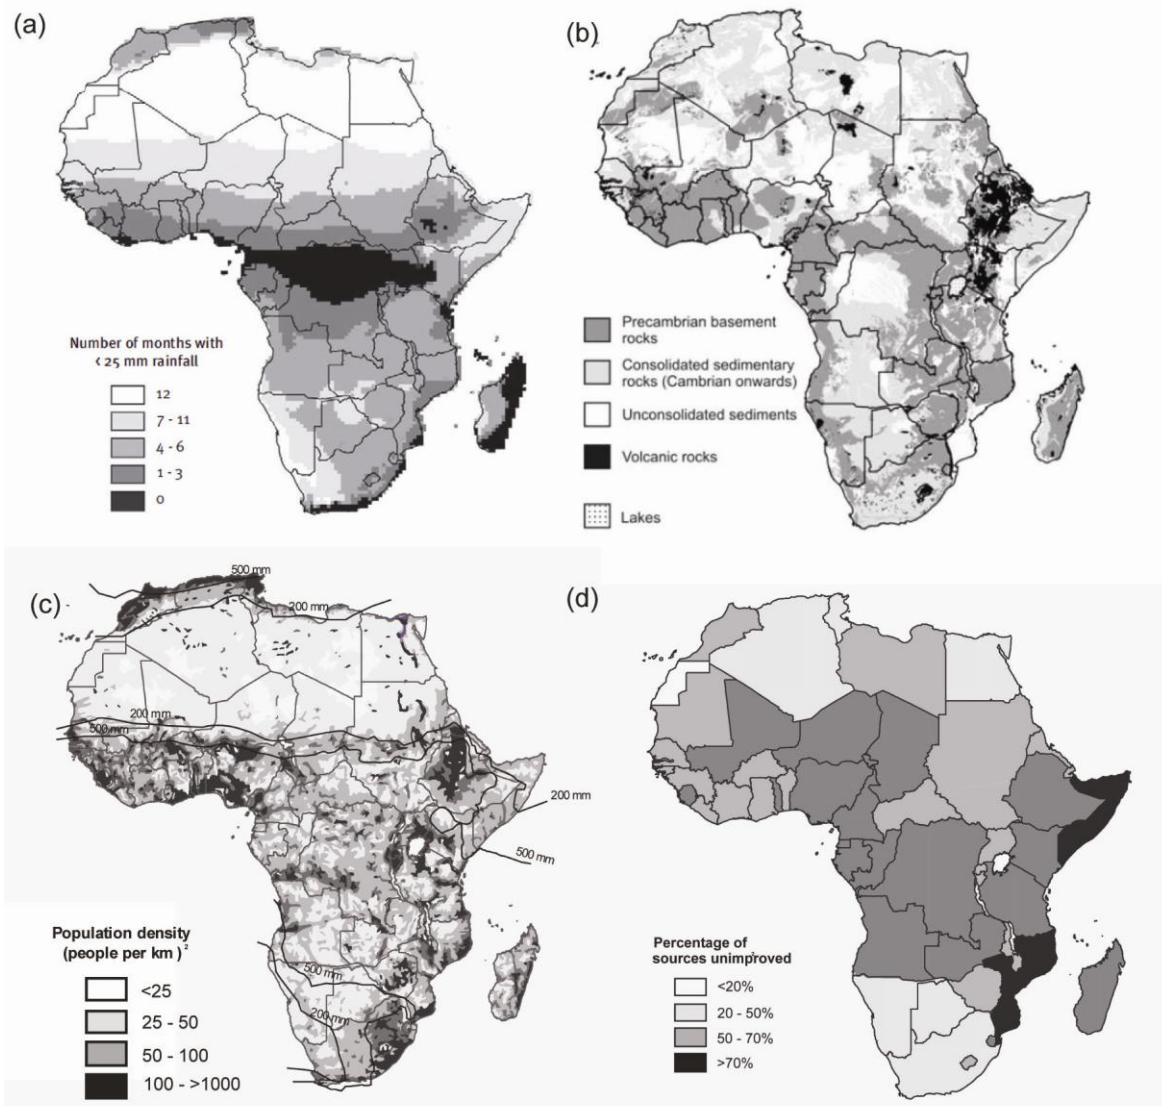 (a)
Number of months with
< 25 mm rainfall
12
7 - 11
4 - 6
1 - 3
0
(b)
Precambrian basement
rocks
Consolidated sedimentary
rocks (Cambrian onwards)
Unconsolidated sediments
Volcanic rocks
Lakes
(c)
500 mm
200 mm
200 mm
500 mm
200 mm
500 mm
500 mm
200 mm
Population density
(people per km )²
<25
25 - 50
50 - 100
100 - >1000
(d)
Percentage of
sources unimproved
<20%
20 - 50%
50 - 70%
>70%